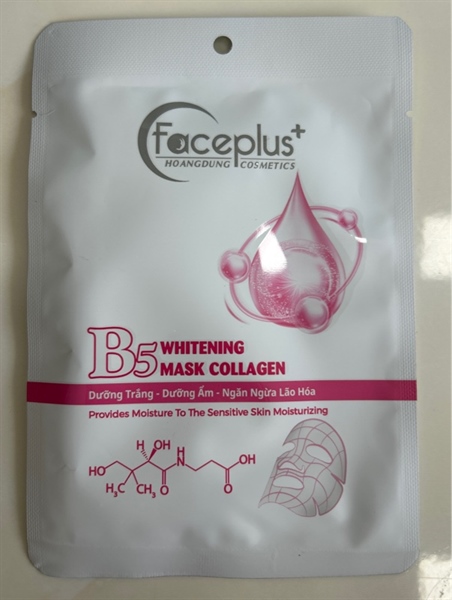 Faceplus+
HOANGDUNG COSMETICS
B5 WHITENING
MASK COLLAGEN
Dưỡng Trắng - Dưỡng Ẩm - Ngăn Ngừa Lão Hóa
Provides Moisture To The Sensitive Skin Moisturizing
H OH
HO H N OH
H₃C CH₃ O O